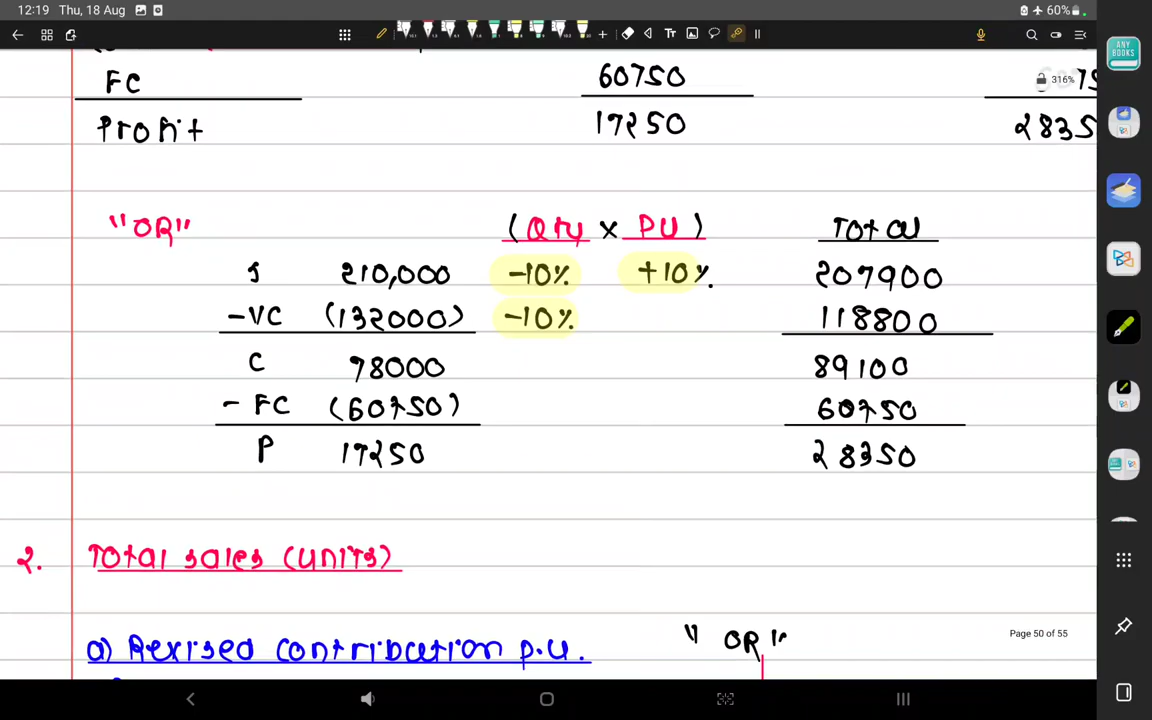 12:19 Thu, 18 Aug 60%
316%
FC 60750
Profit 17250 2835
"OR" (Qty x PU) Total
S 210,000 -10% +10%. 207900
-VC (132000) -10% 118800
C 78000 89100
- FC (60750) 60750
P 17250 28350
2. Total sales (units)
a) Revised contribution p.u. "OR"
Page 50 of 55
ANY BOOKS